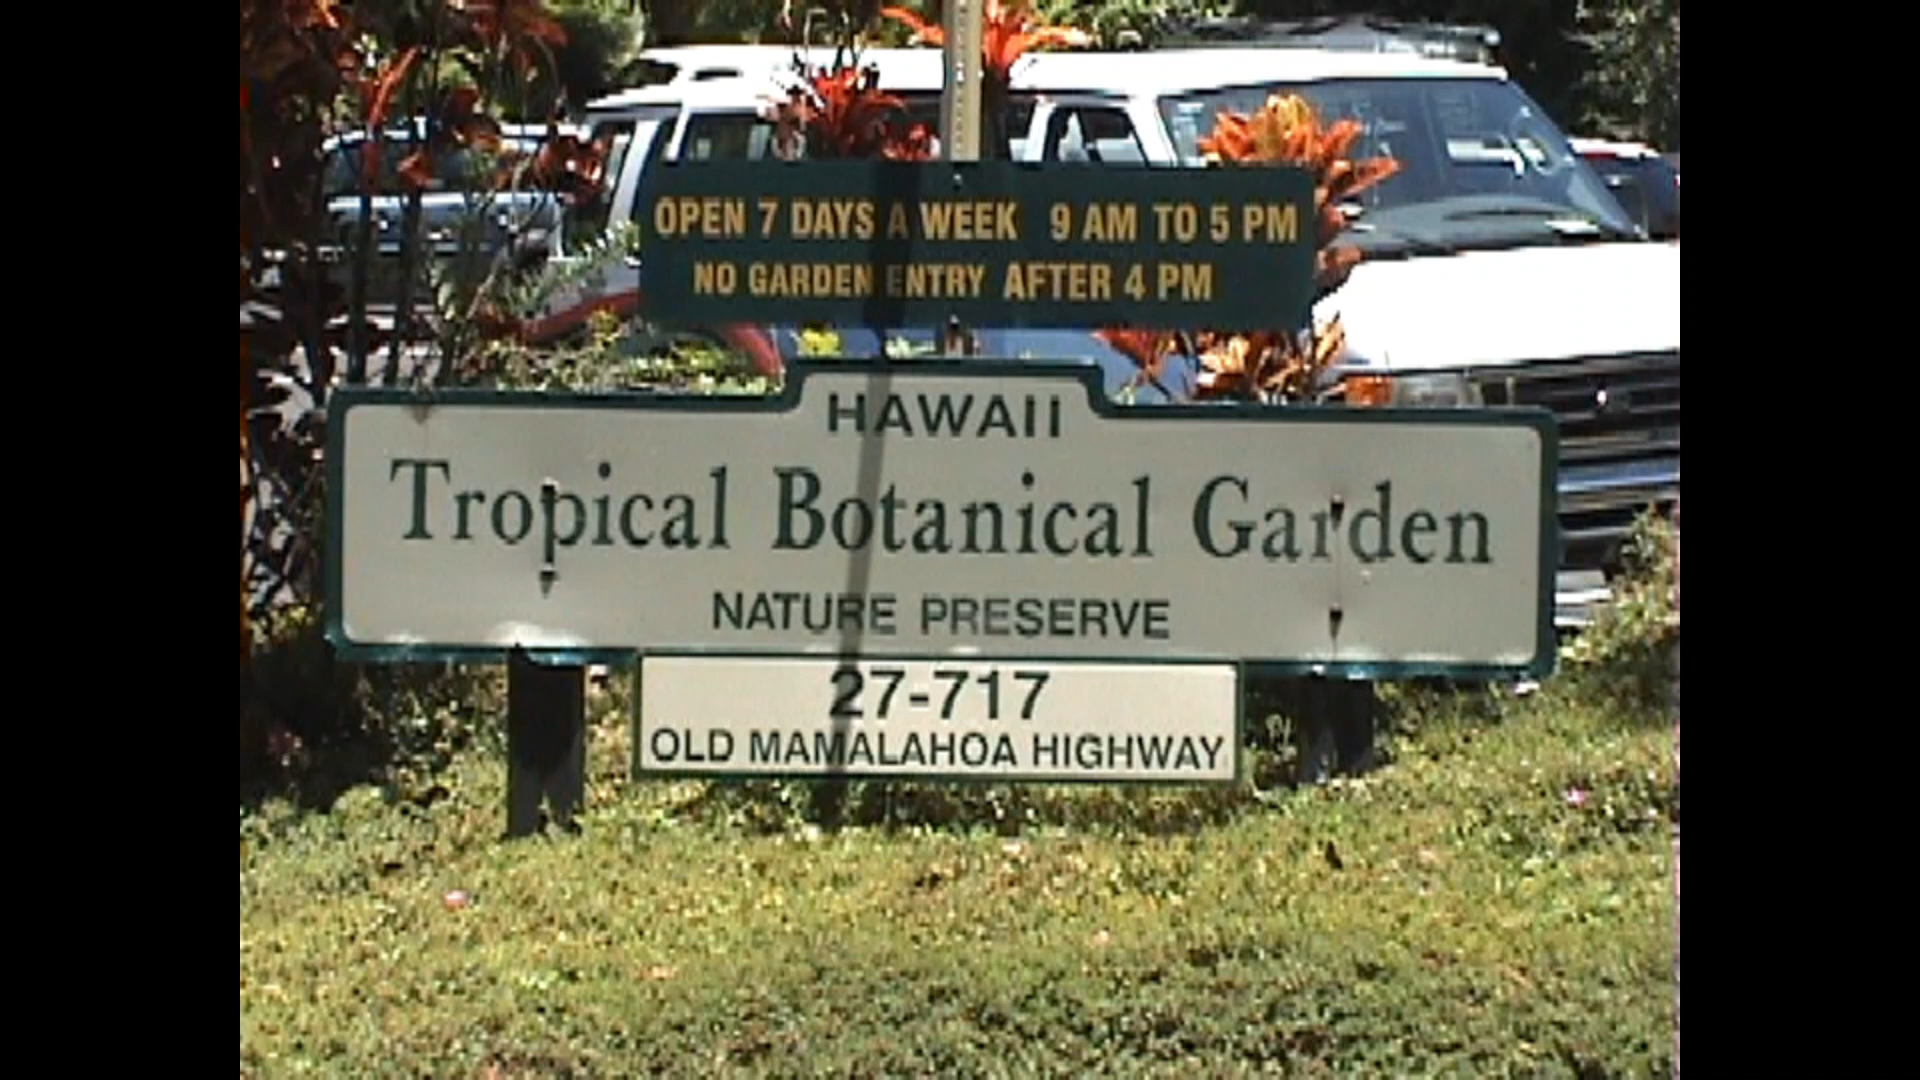 OPEN 7 DAYS A WEEK 9 AM TO 5 PM
NO GARDEN ENTRY AFTER 4 PM
HAWAII
Tropical Botanical Garden
NATURE PRESERVE
27-717
OLD MAMALAHOA HIGHWAY